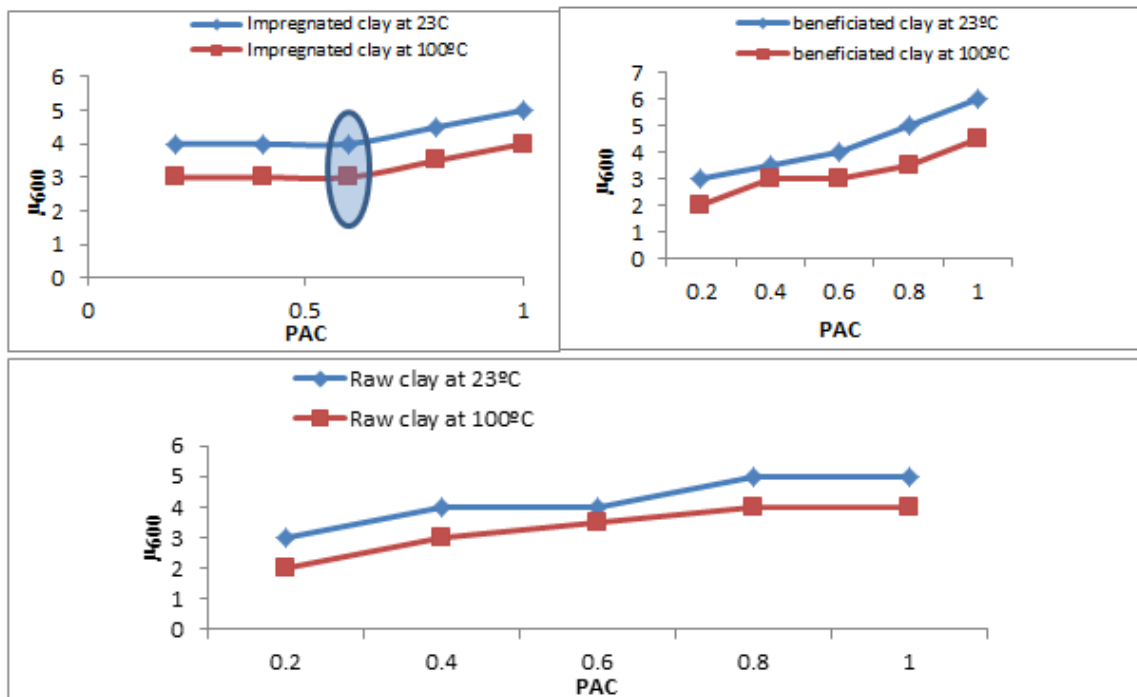 Impregnated clay at 23C
Impregnated clay at 100ºC
6
5
4
3
2
1
0
μ600
0
0.5
1
PAC
beneficiated clay at 23ºC
beneficiated clay at 100ºC
7
6
5
4
3
2
1
0
μ600
0.2
0.4
0.6
0.8
1
PAC
Raw clay at 23ºC
Raw clay at 100ºC
6
5
4
3
2
1
0
μ600
0.2
0.4
0.6
0.8
1
PAC